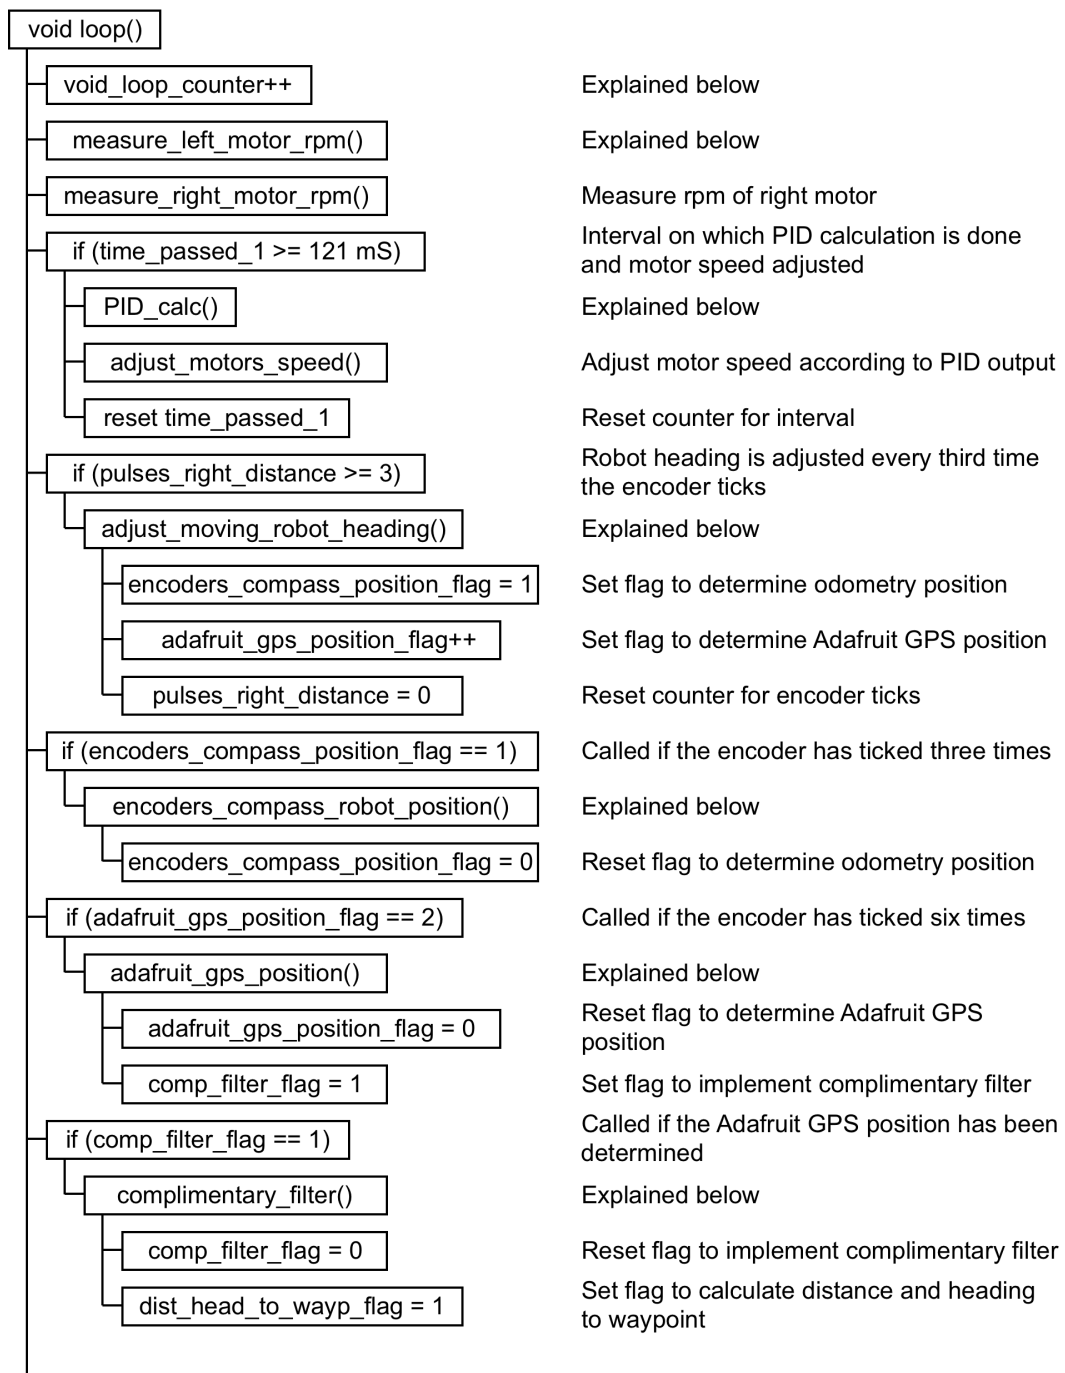 void loop()
void_loop_counter++ Explained below
measure_left_motor_rpm() Explained below
measure_right_motor_rpm() Measure rpm of right motor
if (time_passed_1 >= 121 mS) Interval on which PID calculation is done
and motor speed adjusted
PID_calc() Explained below
adjust_motors_speed() Adjust motor speed according to PID output
reset time_passed_1 Reset counter for interval
if (pulses_right_distance >= 3) Robot heading is adjusted every third time
the encoder ticks
adjust_moving_robot_heading() Explained below
encoders_compass_position_flag = 1 Set flag to determine odometry position
adafruit_gps_position_flag++ Set flag to determine Adafruit GPS position
pulses_right_distance = 0 Reset counter for encoder ticks
if (encoders_compass_position_flag == 1) Called if the encoder has ticked three times
encoders_compass_robot_position() Explained below
encoders_compass_position_flag = 0 Reset flag to determine odometry position
if (adafruit_gps_position_flag == 2) Called if the encoder has ticked six times
adafruit_gps_position() Explained below
adafruit_gps_position_flag = 0 Reset flag to determine Adafruit GPS
position
comp_filter_flag = 1 Set flag to implement complimentary filter
if (comp_filter_flag == 1) Called if the Adafruit GPS position has been
determined
complimentary_filter() Explained below
comp_filter_flag = 0 Reset flag to implement complimentary filter
dist_head_to_wayp_flag = 1 Set flag to calculate distance and heading
to waypoint